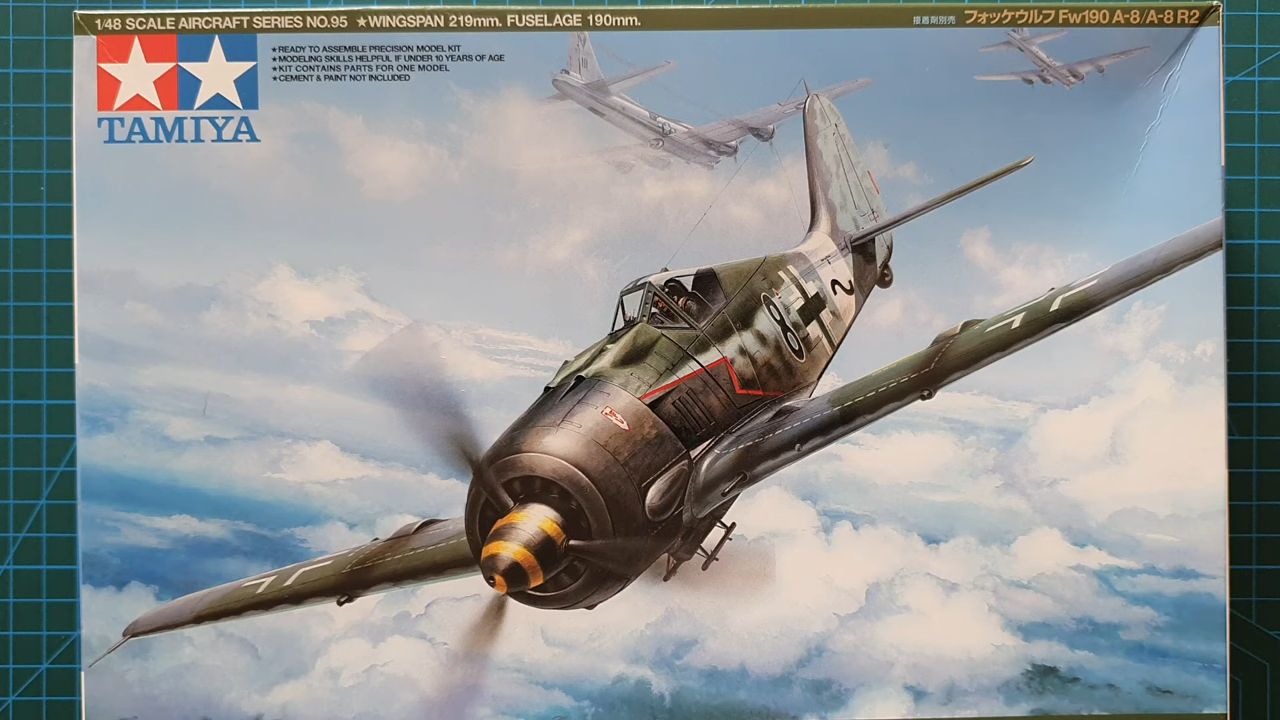 1/48 SCALE AIRCRAFT SERIES NO.95 ★WINGSPAN 219mm. FUSELAGE 190mm.
接着剤別売 フォッケウルフ Fw190 A-8/A-8 R2
★READY TO ASSEMBLE PRECISION MODEL KIT
★MODELING SKILLS HELPFUL IF UNDER 10 YEARS OF AGE
★KIT CONTAINS PARTS FOR ONE MODEL
★CEMENT & PAINT NOT INCLUDED
TAMIYA
8
2